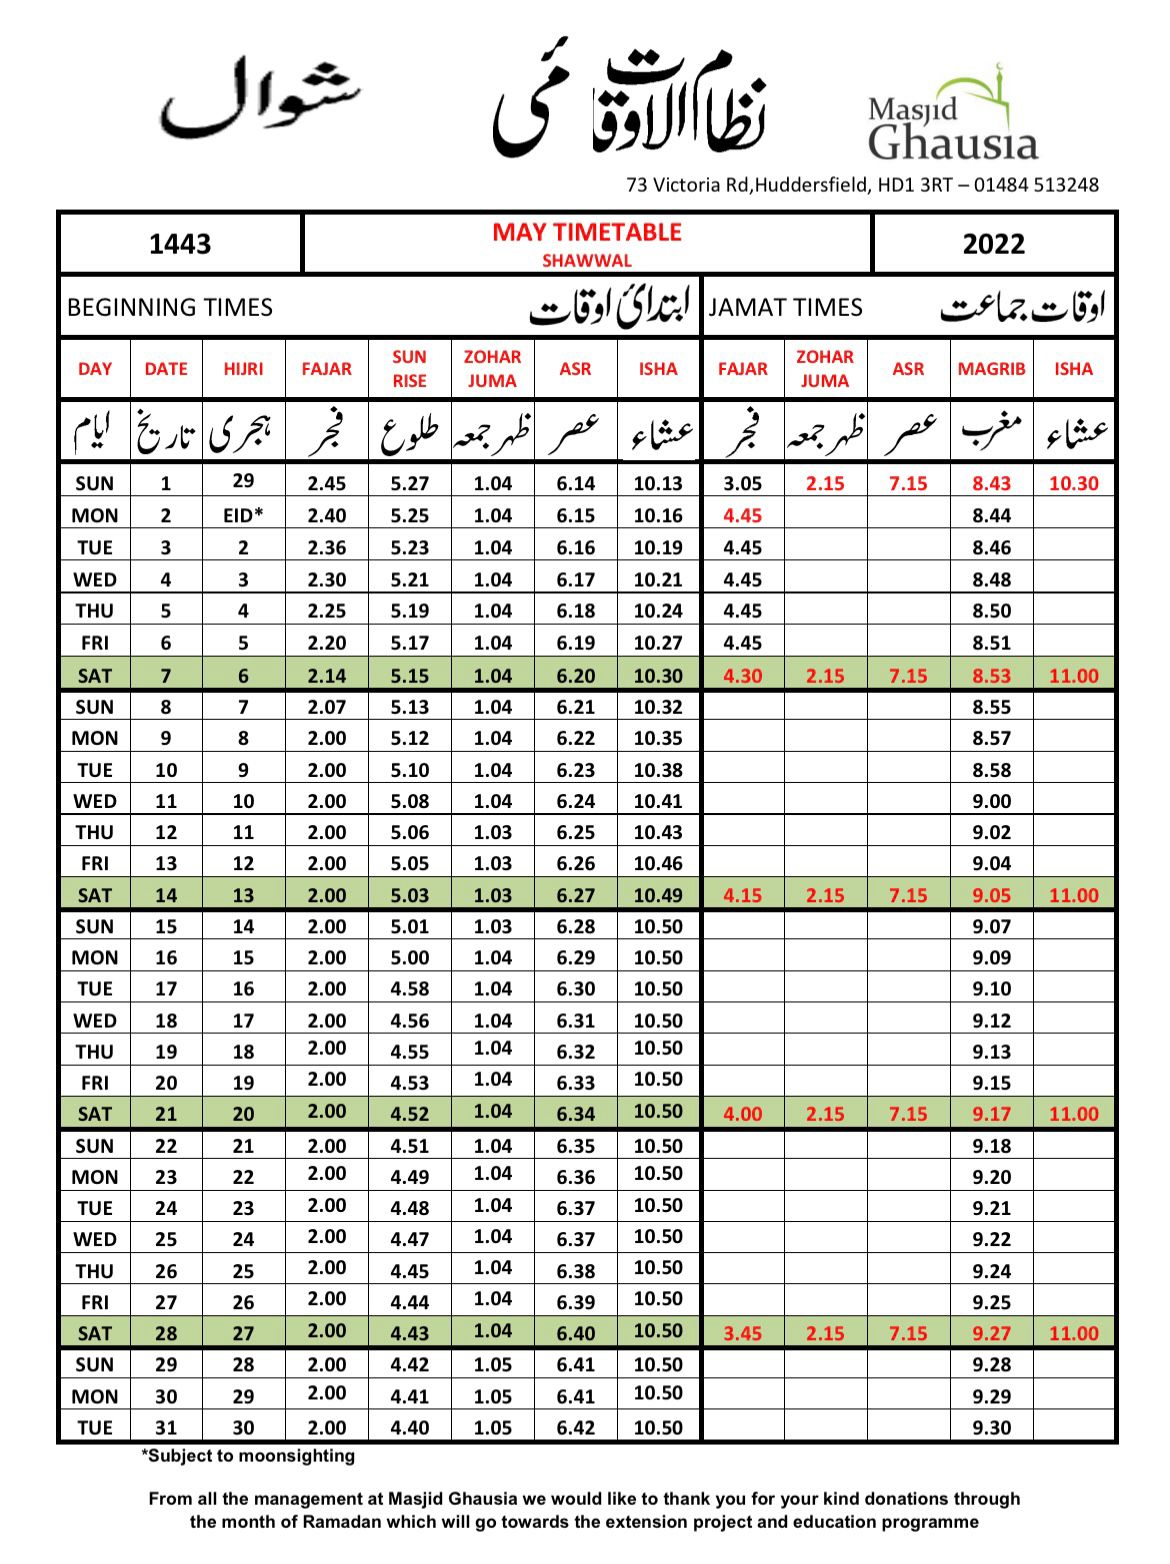 شوال
نظام الاوقات مئی
Masjid
Ghausia
73 Victoria Rd,Huddersfield, HD1 3RT – 01484 513248
1443 MAY TIMETABLE 2022
SHAWWAL
BEGINNING TIMES ابتدائ اوقات JAMAT TIMES اوقات جماعت
DAY DATE HIJRI FAJAR SUN RISE ZOHAR JUMA ASR ISHA FAJAR ZOHAR JUMA ASR MAGRIB ISHA
ایام تاریخ ہجری فجر طلوع ظہر جمعہ عصر عشاء فجر ظہر جمعہ عصر مغرب عشاء
SUN 1 29 2.45 5.27 1.04 6.14 10.13 3.05 2.15 7.15 8.43 10.30
MON 2 EID* 2.40 5.25 1.04 6.15 10.16 4.45 8.44
TUE 3 2 2.36 5.23 1.04 6.16 10.19 4.45 8.46
WED 4 3 2.30 5.21 1.04 6.17 10.21 4.45 8.48
THU 5 4 2.25 5.19 1.04 6.18 10.24 4.45 8.50
FRI 6 5 2.20 5.17 1.04 6.19 10.27 4.45 8.51
SAT 7 6 2.14 5.15 1.04 6.20 10.30 4.30 2.15 7.15 8.53 11.00
SUN 8 7 2.07 5.13 1.04 6.21 10.32 8.55
MON 9 8 2.00 5.12 1.04 6.22 10.35 8.57
TUE 10 9 2.00 5.10 1.04 6.23 10.38 8.58
WED 11 10 2.00 5.08 1.04 6.24 10.41 9.00
THU 12 11 2.00 5.06 1.03 6.25 10.43 9.02
FRI 13 12 2.00 5.05 1.03 6.26 10.46 9.04
SAT 14 13 2.00 5.03 1.03 6.27 10.49 4.15 2.15 7.15 9.05 11.00
SUN 15 14 2.00 5.01 1.03 6.28 10.50 9.07
MON 16 15 2.00 5.00 1.04 6.29 10.50 9.09
TUE 17 16 2.00 4.58 1.04 6.30 10.50 9.10
WED 18 17 2.00 4.56 1.04 6.31 10.50 9.12
THU 19 18 2.00 4.55 1.04 6.32 10.50 9.13
FRI 20 19 2.00 4.53 1.04 6.33 10.50 9.15
SAT 21 20 2.00 4.52 1.04 6.34 10.50 4.00 2.15 7.15 9.17 11.00
SUN 22 21 2.00 4.51 1.04 6.35 10.50 9.18
MON 23 22 2.00 4.49 1.04 6.36 10.50 9.20
TUE 24 23 2.00 4.48 1.04 6.37 10.50 9.21
WED 25 24 2.00 4.47 1.04 6.37 10.50 9.22
THU 26 25 2.00 4.45 1.04 6.38 10.50 9.24
FRI 27 26 2.00 4.44 1.04 6.39 10.50 9.25
SAT 28 27 2.00 4.43 1.04 6.40 10.50 3.45 2.15 7.15 9.27 11.00
SUN 29 28 2.00 4.42 1.05 6.41 10.50 9.28
MON 30 29 2.00 4.41 1.05 6.41 10.50 9.29
TUE 31 30 2.00 4.40 1.05 6.42 10.50 9.30
*Subject to moonsighting
From all the management at Masjid Ghausia we would like to thank you for your kind donations through
the month of Ramadan which will go towards the extension project and education programme